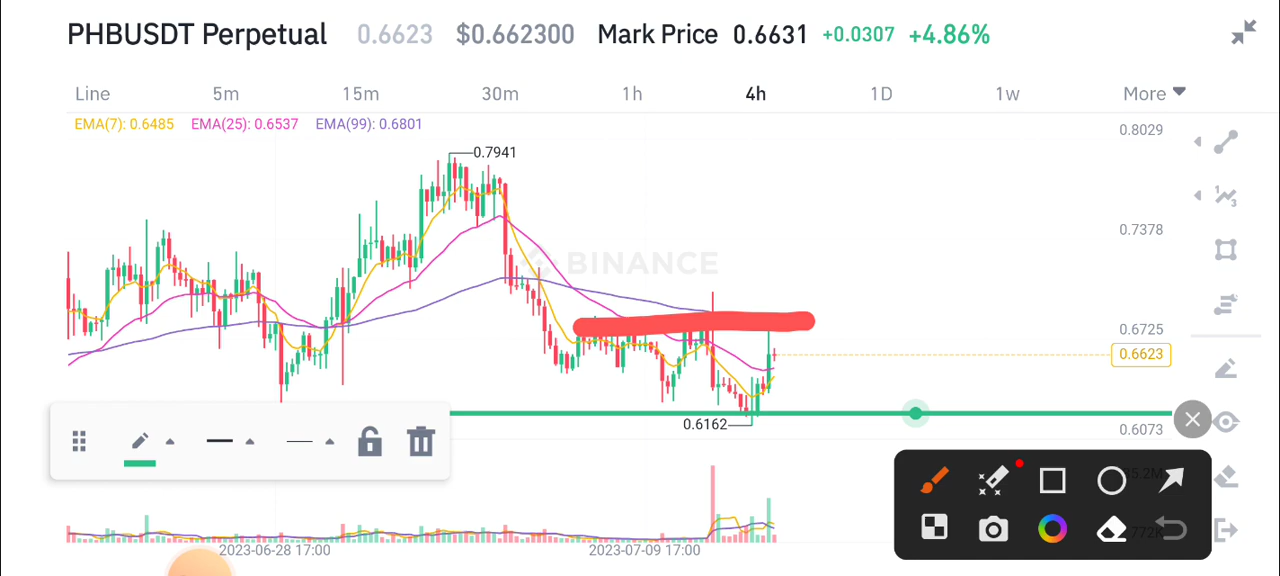 PHBUSDT Perpetual 0.6623 $0.662300 Mark Price 0.6631 +0.0307 +4.86%
Line 5m 15m 30m 1h 4h 1D 1w More
EMA(7): 0.6485 EMA(25): 0.6537 EMA(99): 0.6801
0.8029
0.7941
0.7378
BINANCE
0.6725
0.6623
0.6162
0.6073
2023-06-28 17:00 2023-07-09 17:00